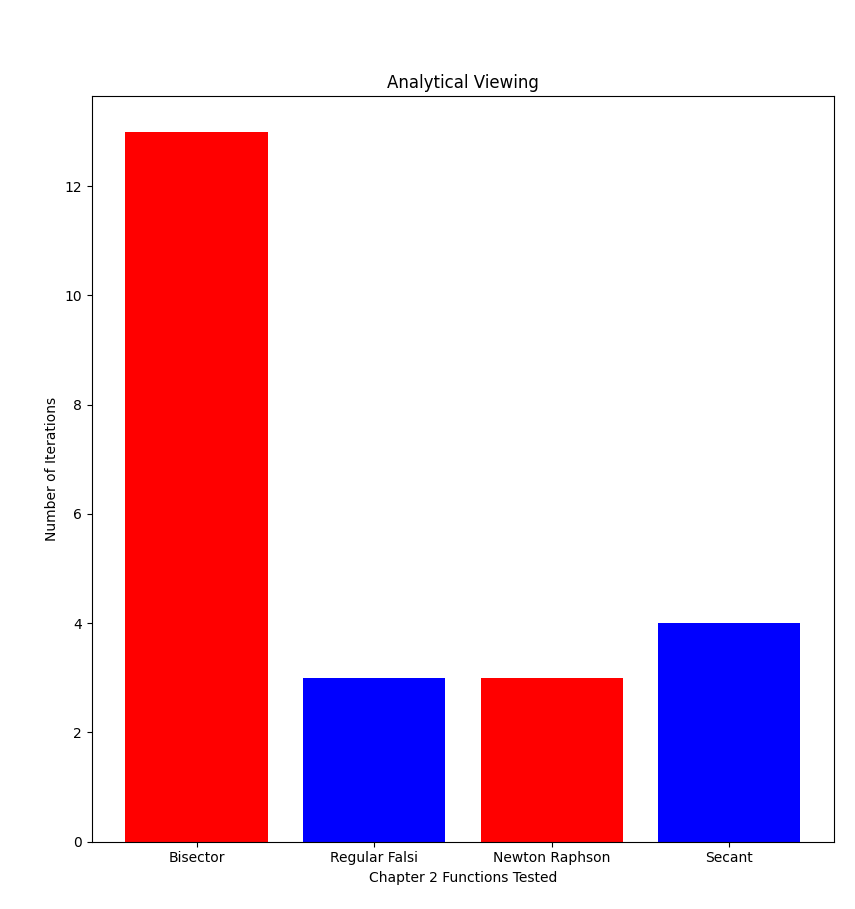 Analytical Viewing
12
10
8
6
4
2
0
Number of Iterations
Bisector Regular Falsi Newton Raphson Secant
Chapter 2 Functions Tested